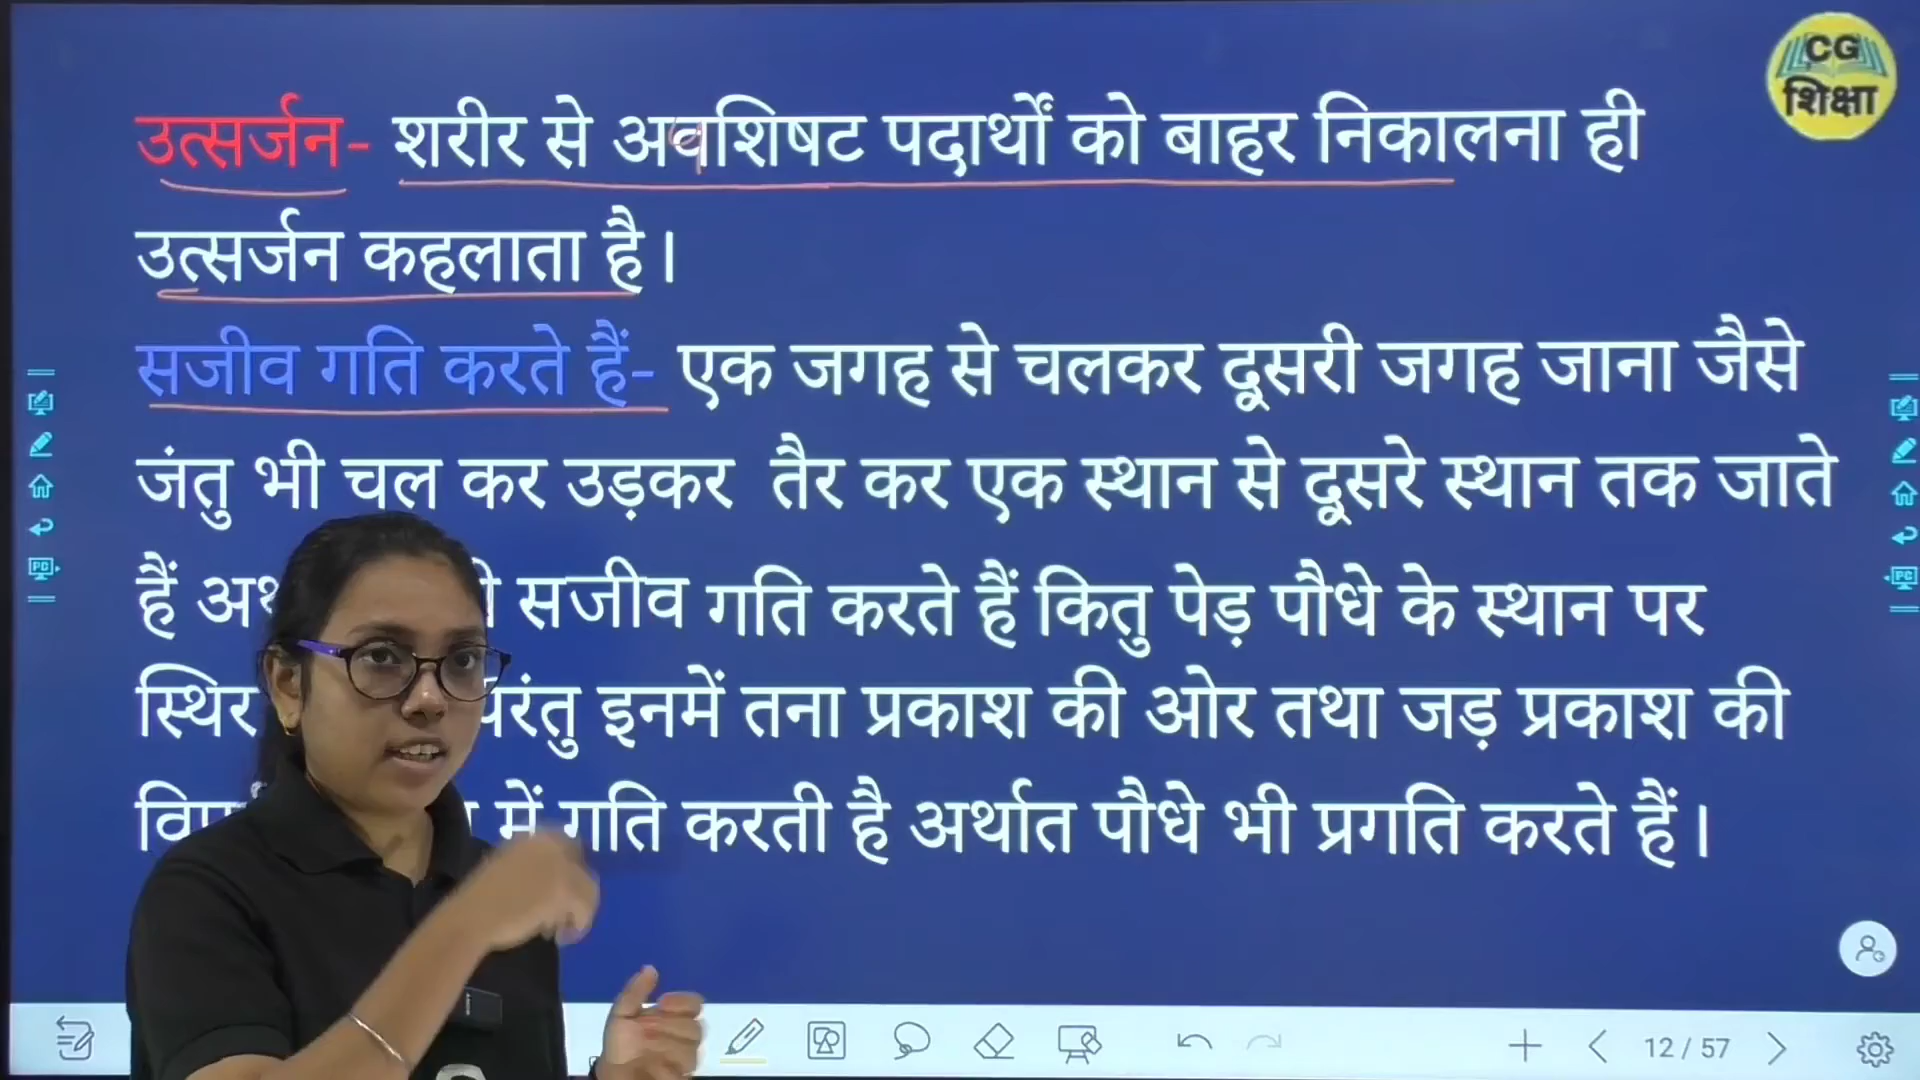 CG
शिक्षा
उत्सर्जन- शरीर से अवशिषट पदार्थों को बाहर निकालना ही
उत्सर्जन कहलाता है।
सजीव गति करते हैं- एक जगह से चलकर दूसरी जगह जाना जैसे
जंतु भी चल कर उड़कर तैर कर एक स्थान से दूसरे स्थान तक जाते
हैं सजीव गति करते हैं किंतु पेड़ पौधे के स्थान पर
स्थिर परंतु इनमें तना प्रकाश की ओर तथा जड़ प्रकाश की
में गति करती है अर्थात पौधे भी प्रगति करते हैं।
12 / 57